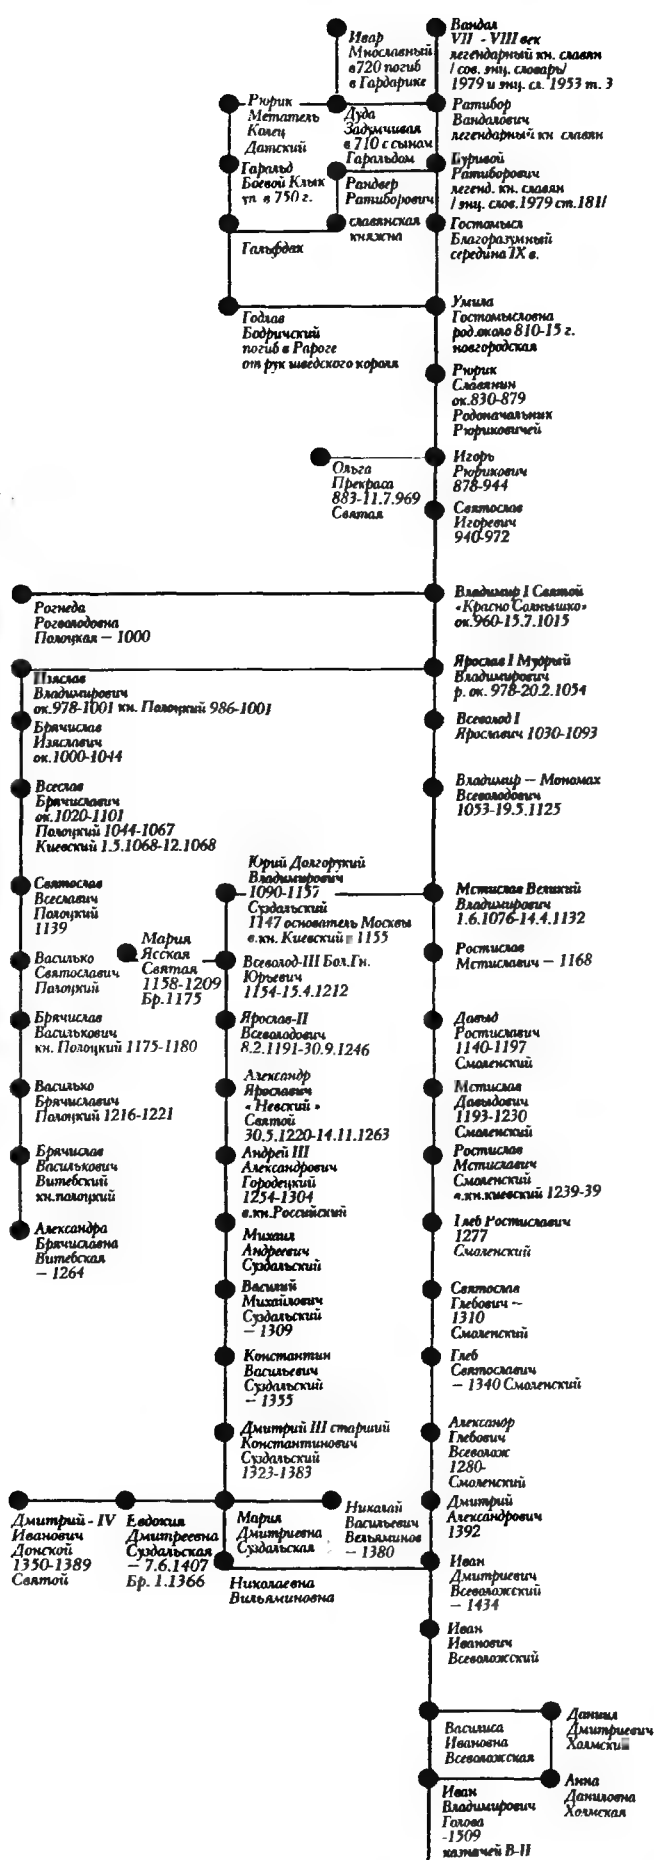 Ивар
Мнославный
в 720 погиб
в Гардарике
Вандал
VII - VIII век
легендарный кн. славян
/ сов. энц. словарь/
1979 и энц. сл. 1953 т. 3
Рюрик
Метатель
Колец
Датский
Дуда
Задумчивая
в 710 с сыном
Гаральдом
Ратибор
Вандалович
легендарный кн славян
Гаральд
Боевой Клык
ум. в 750 г.
Рандвер
Ратиборович
Буривой
Ратиборович
легенд. кн. славян
/ энц. слов. 1979 ст. 181/
Гальфдан
славянская
княжна
Гостомысл
Благоразумный
середина IX в.
Годлав
Бодричский
погиб в Рароге
от рук шведского короля
Умила
Гостомысловна
род.около 810-15 г.
новгородская
Рюрик
Славянин
ок.830-879
Родоначальник
Рюриковичей
Ольга
Прекраса
883-11.7.969
Святая
Игорь
Рюрикович
878-944
Святослав
Игоревич
940-972
Рогнеда
Рогволодовна
Полоцкая – 1000
Владимир I Святой
«Красно Солнышко»
ок.960-15.7.1015
Изяслав
Владимирович
ок.978-1001 кн. Полоцкий 986-1001
Ярослав I Мудрый
Владимирович
р. ок. 978-20.2.1054
Брячислав
Изяславич
ок.1000-1044
Всеволод I
Ярославич 1030-1093
Всеслав
Брячиславич
ок.1020-1101
Полоцкий 1044-1067
Киевский 1.5.1068-12.1068
Владимир – Мономах
Всеволодович
1053-19.5.1125
Святослав
Всеславич
Полоцкий
1139
Юрий Долгорукий
Владимирович
1090-1157
Суздальский
1147 основатель Москвы
в.кн. Киевский 1155
Мстислав Великий
Владимирович
1.6.1076-14.4.1132
Василько
Святославич
Полоцкий
Мария
Ясская
Святая
1158-1209
Бр.1175
Всеволод-III Бол.Гн.
Юрьевич
1154-15.4.1212
Ростислав
Мстиславич – 1168
Брячислав
Василькович
кн. Полоцкий 1175-1180
Ярослав-II
Всеволодович
8.2.1191-30.9.1246
Давыд
Ростиславич
1140-1197
Смоленский
Василько
Брячиславич
Полоцкий 1216-1221
Александр
Ярославич
« Невский »
Святой
30.5.1220-14.11.1263
Мстислав
Давыдович
1193-1230
Смоленский
Брячислав
Василькович
Витебский
кн.полоцкий
Андрей III
Александрович
Городецкий
1254-1304
в.кн.Российский
Ростислав
Мстиславич
Смоленский
в.кн.киевский 1239-39
Александра
Брячиславна
Витебская
– 1264
Михаил
Андреевич
Суздальский
Глеб Ростиславич
1277
Смоленский
Василий
Михайлович
Суздальский
– 1309
Святослав
Глебович –
1310
Смоленский
Константин
Васильевич
Суздальский
– 1355
Глеб
Святославич
– 1340 Смоленский
Дмитрий III старший
Константинович
Суздальский
1323-1383
Александр
Глебович
Всеволож
1280-
Смоленский
Дмитрий - IV
Иванович
Донской
1350-1389
Святой
Евдокия
Дмитреевна
Суздальская
– 7.6.1407
Бр. 1.1366
Мария
Дмитриевна
Суздальская
Николай
Васильевич
Вельяминов
– 1380
Дмитрий
Александрович
1392
Николаевна
Вильяминовна
Иван
Дмитриевич
Всеволожский
– 1434
Иван
Иванович
Всеволожский
Василиса
Ивановна
Всеволожская
Даниил
Дмитриевич
Холмский
Иван
Владимирович
Голова
-1509
казначей В-II
Анна
Даниловна
Холмская